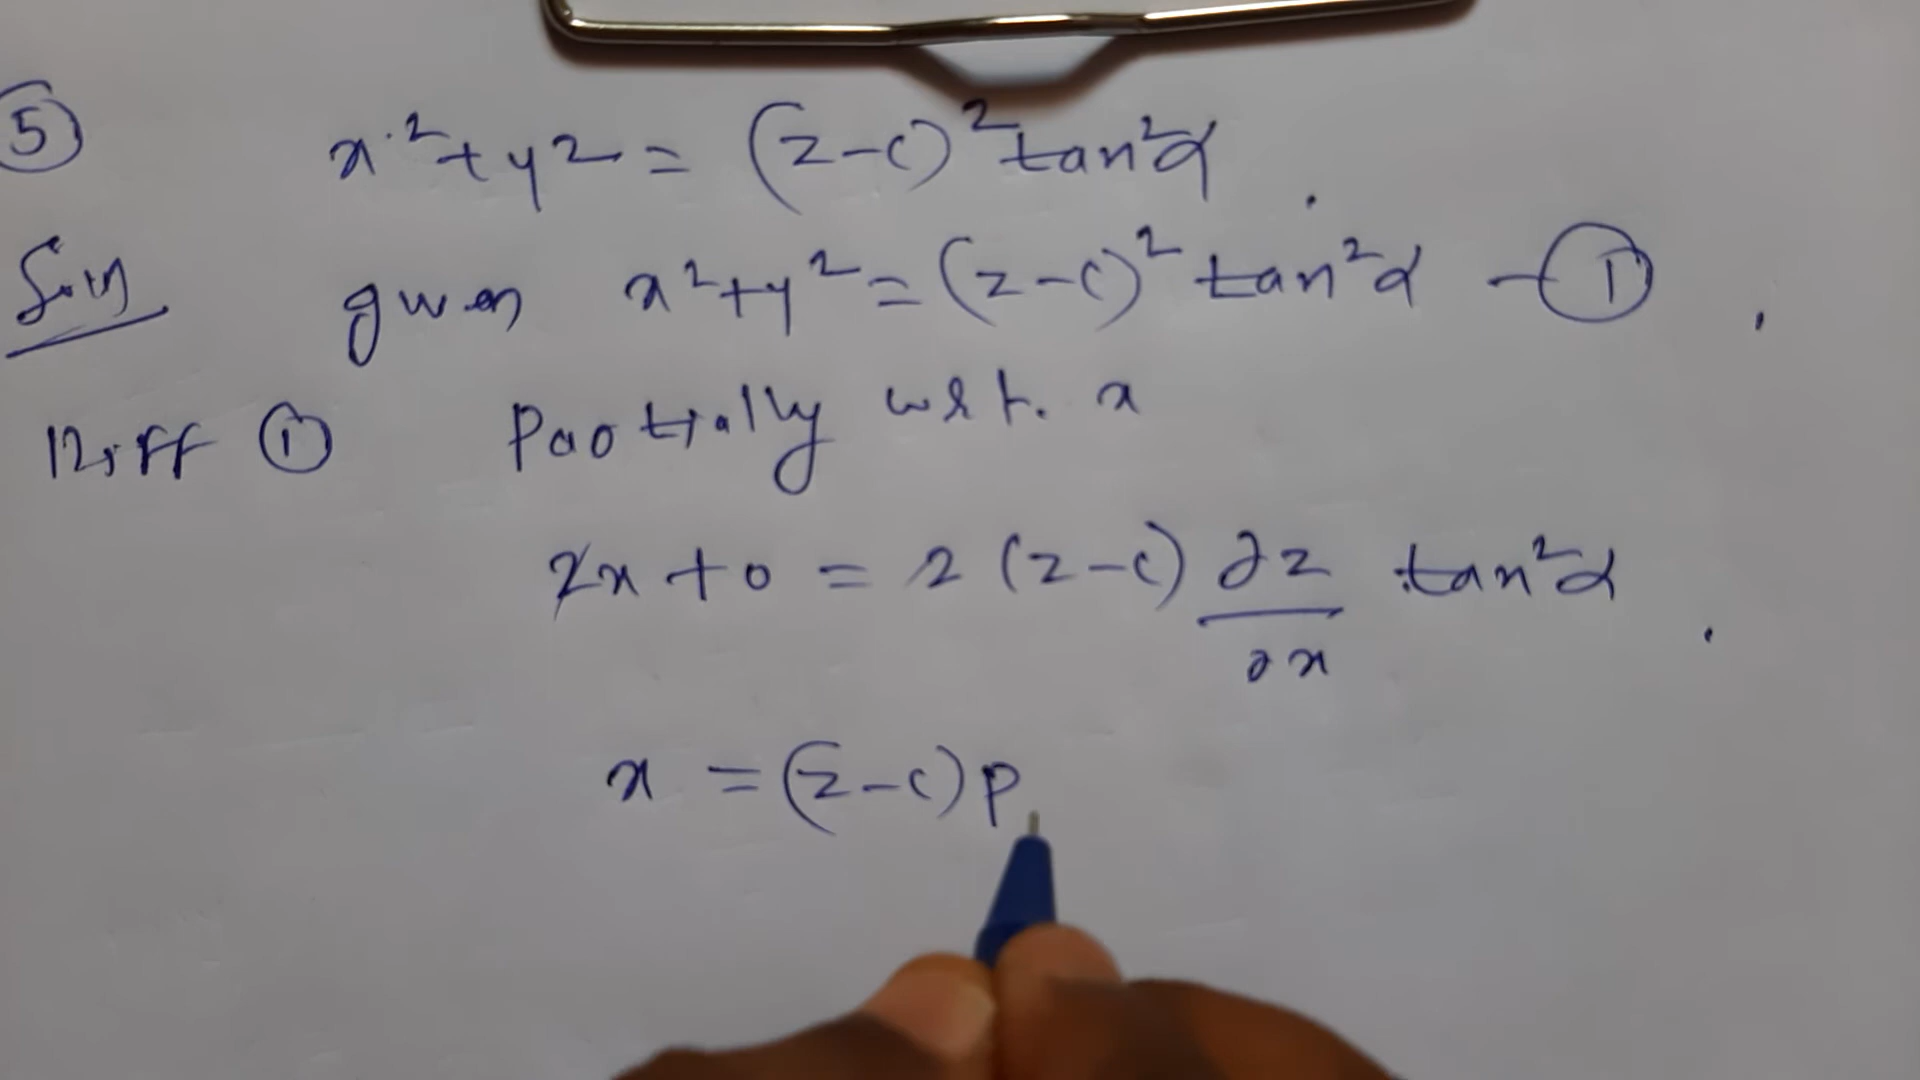 ⑤ x² + y² = (z-c)² tan²α
Soln given x² + y² = (z-c)² tan²α - ①
Diff ① Partially w.r.t. x
2x + 0 = 2 (z-c) ∂z/∂x tan²α
x = (z-c) p